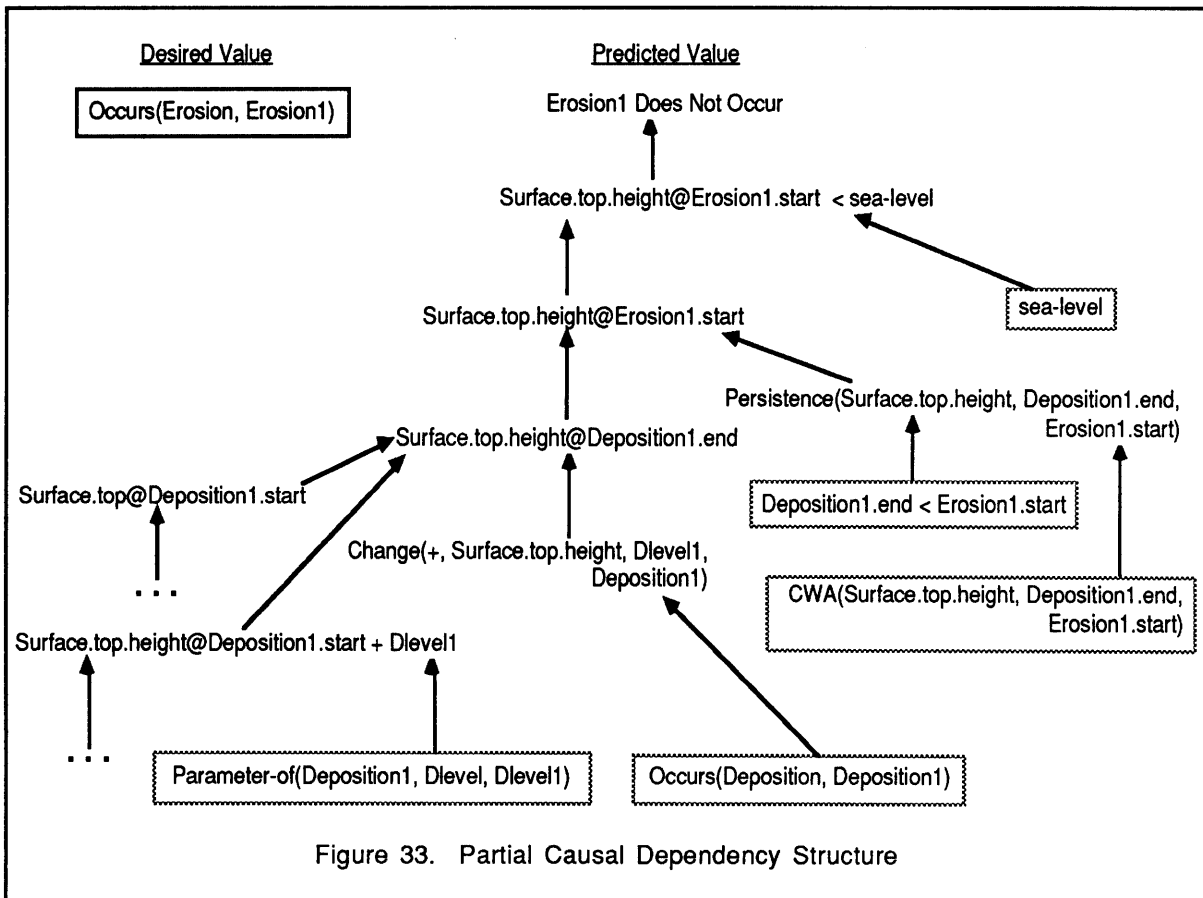 Desired Value
Predicted Value
Occurs(Erosion, Erosion1)
Erosion1 Does Not Occur
Surface.top.height@Erosion1.start < sea-level
sea-level
Surface.top.height@Erosion1.start
Persistence(Surface.top.height, Deposition1.end,
Erosion1.start)
Surface.top.height@Deposition1.end
Surface.top@Deposition1.start
Deposition1.end < Erosion1.start
Change(+, Surface.top.height, Dlevel1,
Deposition1)
. . .
CWA(Surface.top.height, Deposition1.end,
Erosion1.start)
Surface.top.height@Deposition1.start + Dlevel1
. . .
Parameter-of(Deposition1, Dlevel, Dlevel1)
Occurs(Deposition, Deposition1)
Figure 33. Partial Causal Dependency Structure